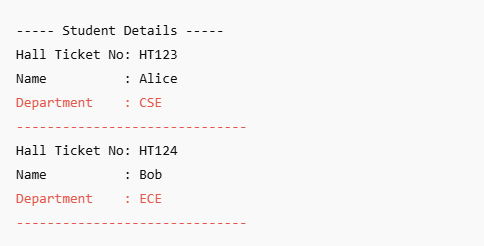 ----- Student Details -----
Hall Ticket No: HT123
Name          : Alice
Department    : CSE
------------------------------
Hall Ticket No: HT124
Name          : Bob
Department    : ECE
------------------------------